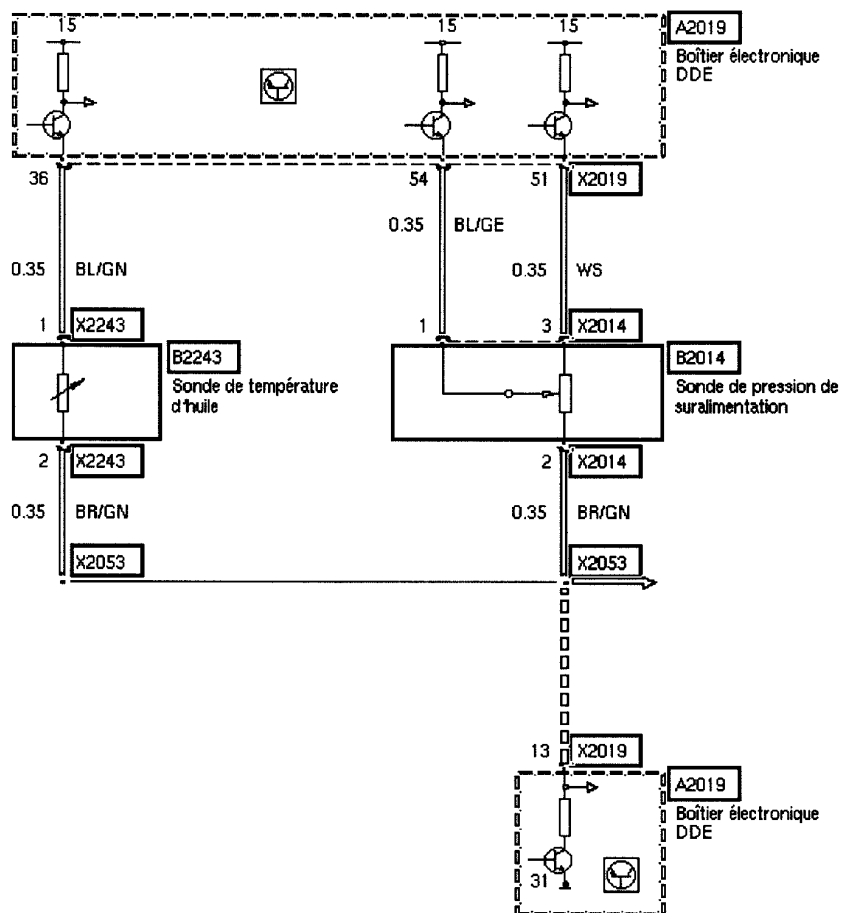 15 15 15 A2019
Boîtier électronique
DDE
36 54 51 X2019
0.35 BL/GE
0.35 BL/GN 0.35 WS
1 X2243 1 3 X2014
B2243 B2014
Sonde de température Sonde de pression de
d'huile suralimentation
2 X2243 2 X2014
0.35 BR/GN 0.35 BR/GN
X2053 X2053
13 X2019
A2019
Boîtier électronique
DDE
31